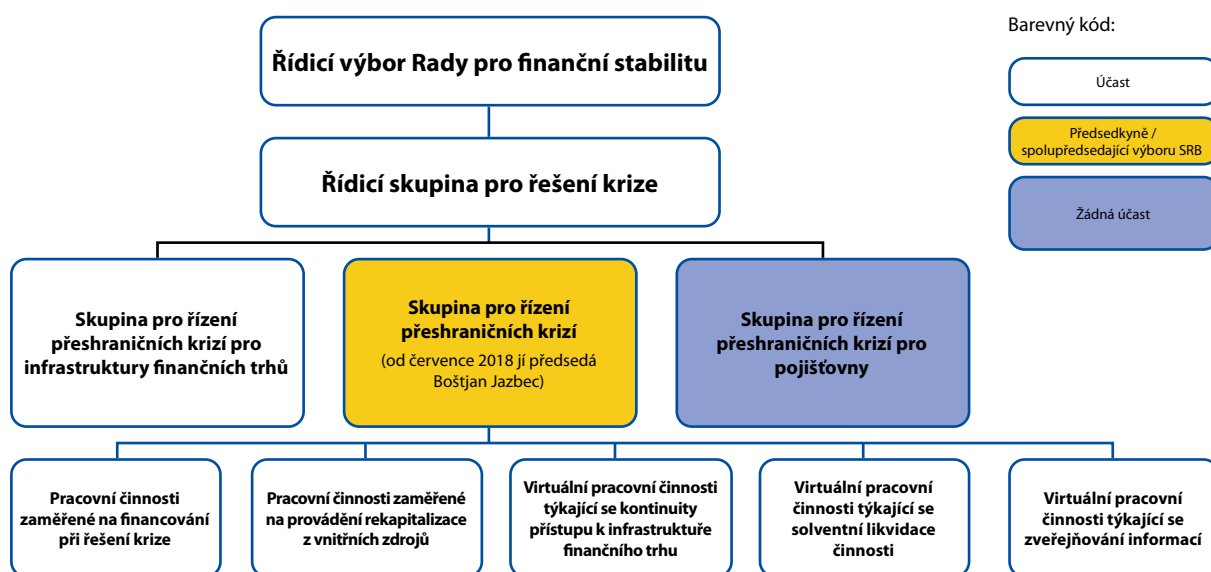 Řídicí výbor Rady pro finanční stabilitu
Řídicí skupina pro řešení krize
Barevný kód:
Účast
Předsedkyně /
spolupředsedající výboru SRB
Žádná účast
Skupina pro řízení
přeshraničních krizí pro
infrastruktury finančních trhů
Skupina pro řízení
přeshraničních krizí
(od července 2018 jí předsedá
Boštjan Jazbec)
Skupina pro řízení
přeshraničních krizí pro
pojišťovny
Pracovní činnosti
zaměřené na financování
při řešení krize
Pracovní činnosti zaměřené
na provádění rekapitalizace
z vnitřních zdrojů
Virtuální pracovní činnosti
týkající se kontinuity
přístupu k infrastruktuře
finančního trhu
Virtuální pracovní
činnosti týkající se
solventní likvidace
činnosti
Virtuální pracovní
činnosti týkající se
zveřejňování informací